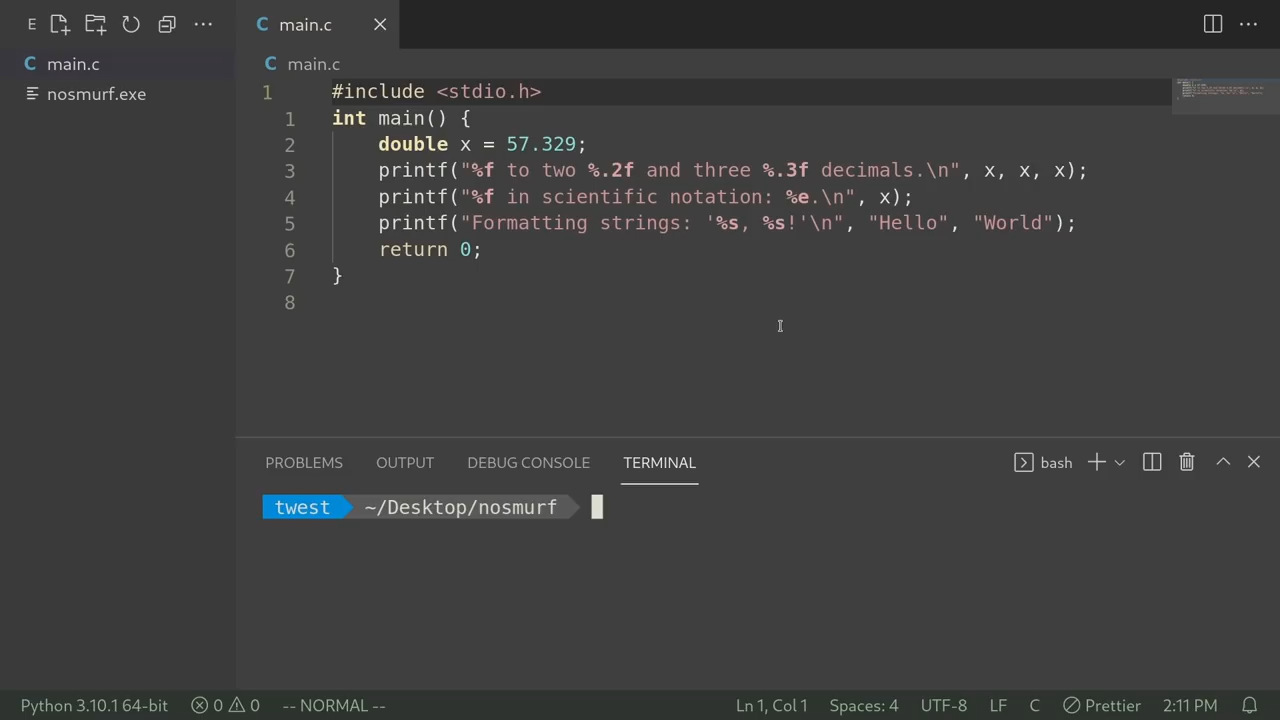 E
main.c
main.c
nosmurf.exe
main.c
1 #include <stdio.h>
1 int main() {
2 double x = 57.329;
3 printf("%f to two %.2f and three %.3f decimals.\n", x, x, x);
4 printf("%f in scientific notation: %e.\n", x);
5 printf("Formatting strings: '%s, %s!'\n", "Hello", "World");
6 return 0;
7 }
8
PROBLEMS OUTPUT DEBUG CONSOLE TERMINAL bash
twest ~/Desktop/nosmurf
Python 3.10.1 64-bit 0 0 -- NORMAL -- Ln 1, Col 1 Spaces: 4 UTF-8 LF C Prettier 2:11 PM